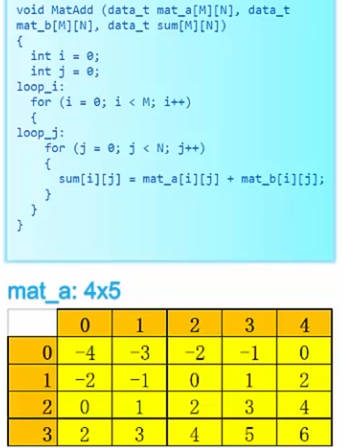 void MatAdd (data_t mat_a[M][N], data_t
mat_b[M][N], data_t sum[M][N])
{
int i = 0;
int j = 0;
loop_i:
for (i = 0; i < M; i++)
{
loop_j:
for (j = 0; j < N; j++)
{
sum[i][j] = mat_a[i][j] + mat_b[i][j];
}
}
}
mat_a: 4x5
0 1 2 3 4
0 -4 -3 -2 -1 0
1 -2 -1 0 1 2
2 0 1 2 3 4
3 2 3 4 5 6